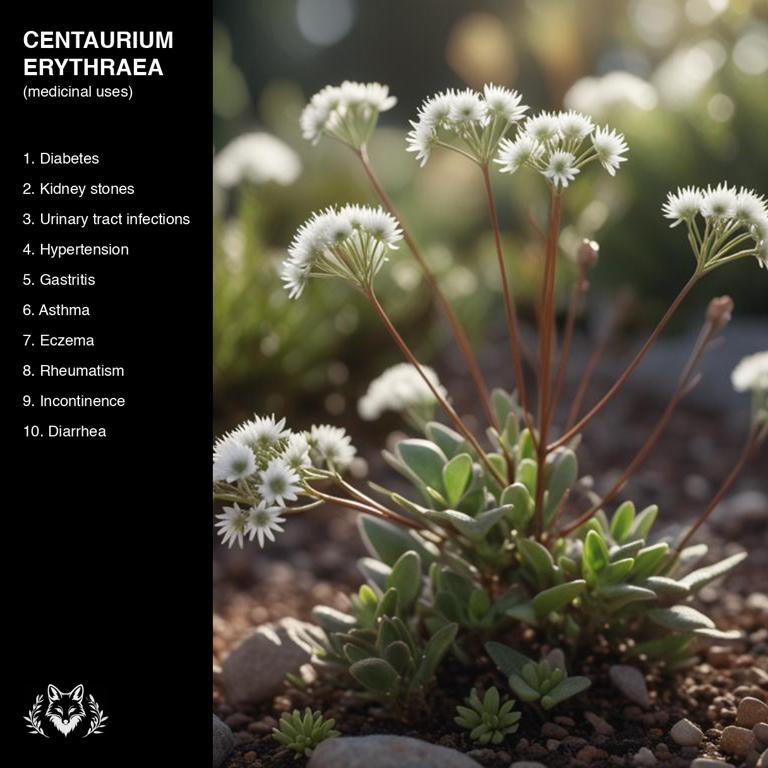 CENTAURIUM
ERYTHRAEA
(medicinal uses)
1. Diabetes
2. Kidney stones
3. Urinary tract infections
4. Hypertension
5. Gastritis
6. Asthma
7. Eczema
8. Rheumatism
9. Incontinence
10. Diarrhea